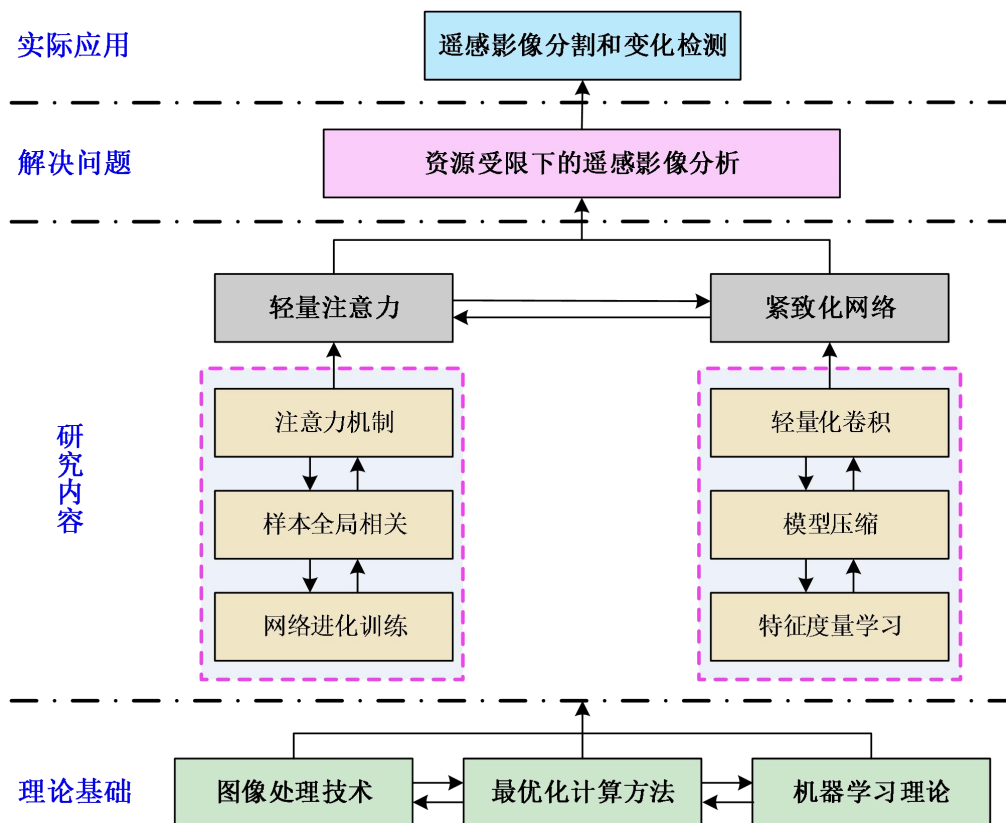 实际应用
遥感影像分割和变化检测
解决问题
资源受限下的遥感影像分析
轻量注意力
紧致化网络
研究内容
注意力机制
轻量化卷积
样本全局相关
模型压缩
网络进化训练
特征度量学习
理论基础
图像处理技术
最优化计算方法
机器学习理论